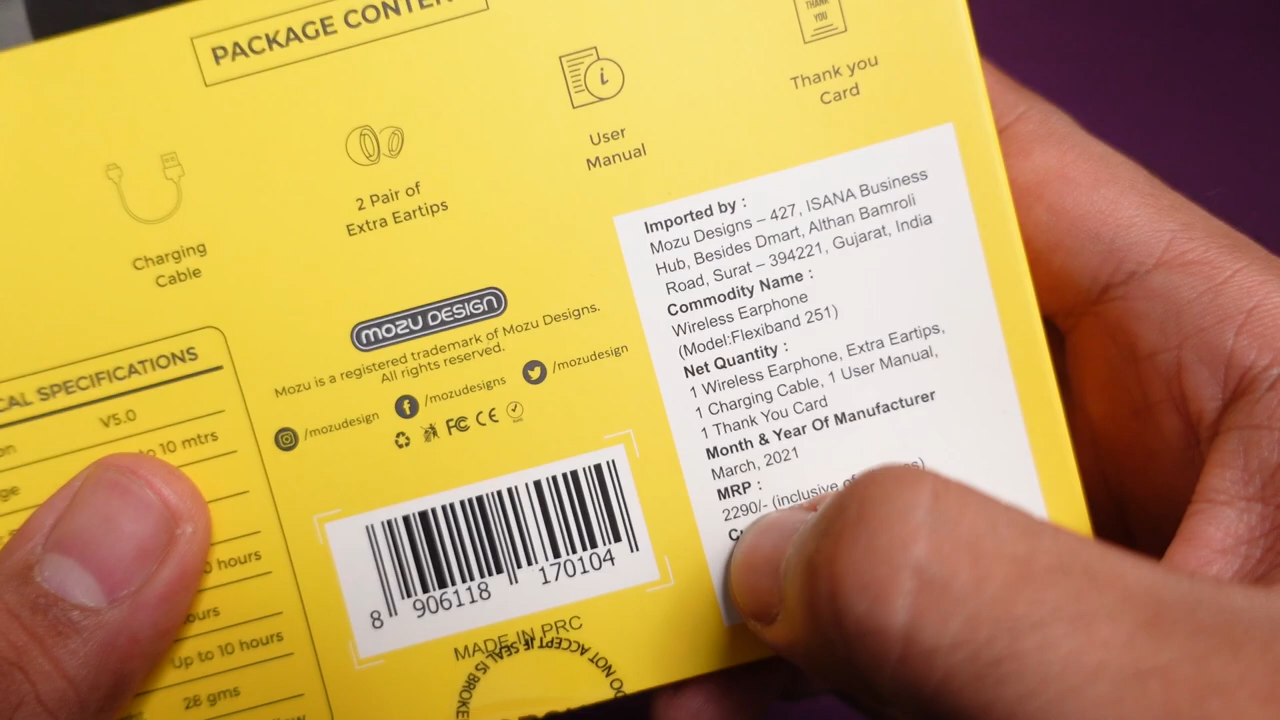 PACKAGE
THANK
YOU
Thank you
Card
User
Manual
2 Pair of
Extra Eartips
Charging
Cable
Imported by :
Mozu Designs – 427, ISANA Business
Hub, Besides Dmart, Althan Bamroli
Road, Surat – 394221, Gujarat, India
Commodity Name :
Wireless Earphone
(Model:Flexiband 251)
Net Quantity :
1 Wireless Earphone, Extra Eartips,
1 Charging Cable, 1 User Manual,
1 Thank You Card
Month & Year Of Manufacturer
March, 2021
MRP :
2290/- (inclusive of
MOZU DESIGN
Mozu is a registered trademark of Mozu Designs.
All rights reserved.
/mozudesign
/mozudesigns
/mozudesign
FC CE
8 906118 170104
MADE IN PRC
DO NOT ACCEPT IF SEAL IS
SPECIFICATIONS
V5.0
to 10 mtrs
hours
Up to 10 hours
28 gms